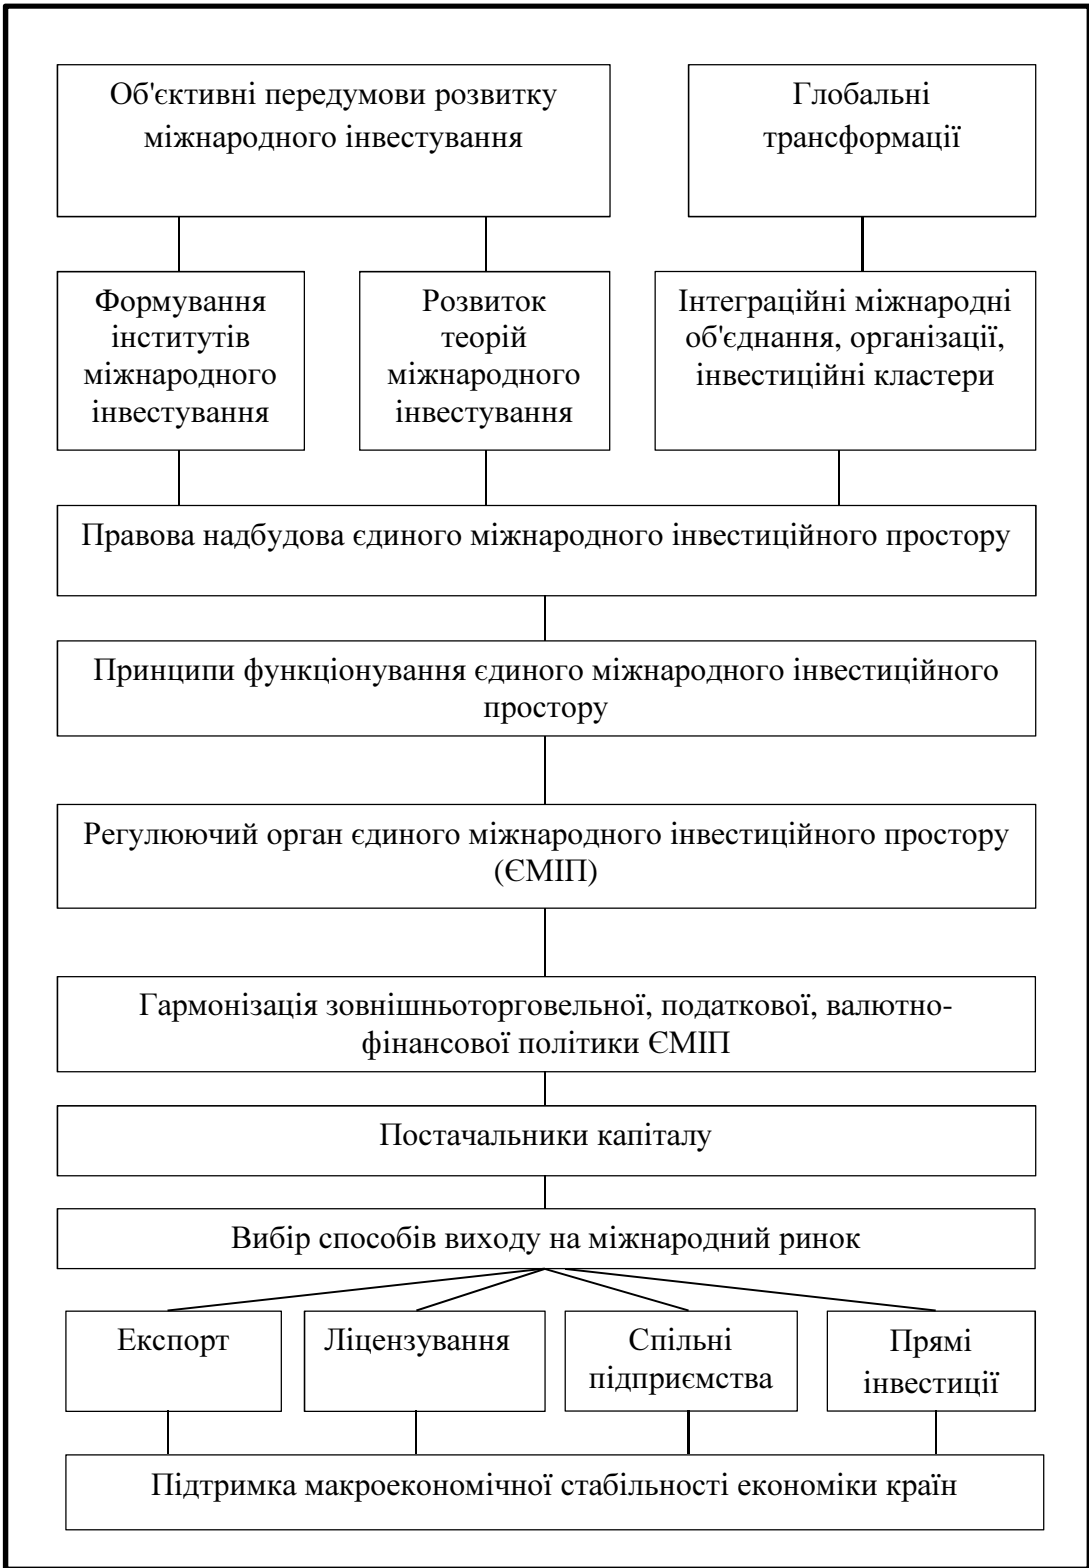 Об'єктивні передумови розвитку
міжнародного інвестування
Глобальні
трансформації
Формування
інститутів
міжнародного
інвестування
Розвиток
теорій
міжнародного
інвестування
Інтеграційні міжнародні
об'єднання, організації,
інвестиційні кластери
Правова надбудова єдиного міжнародного інвестиційного простору
Принципи функціонування єдиного міжнародного інвестиційного
простору
Регулюючий орган єдиного міжнародного інвестиційного простору
(ЄМІП)
Гармонізація зовнішньоторговельної, податкової, валютно-
фінансової політики ЄМІП
Постачальники капіталу
Вибір способів виходу на міжнародний ринок
Експорт
Ліцензування
Спільні
підприємства
Прямі
інвестиції
Підтримка макроекономічної стабільності економіки країн